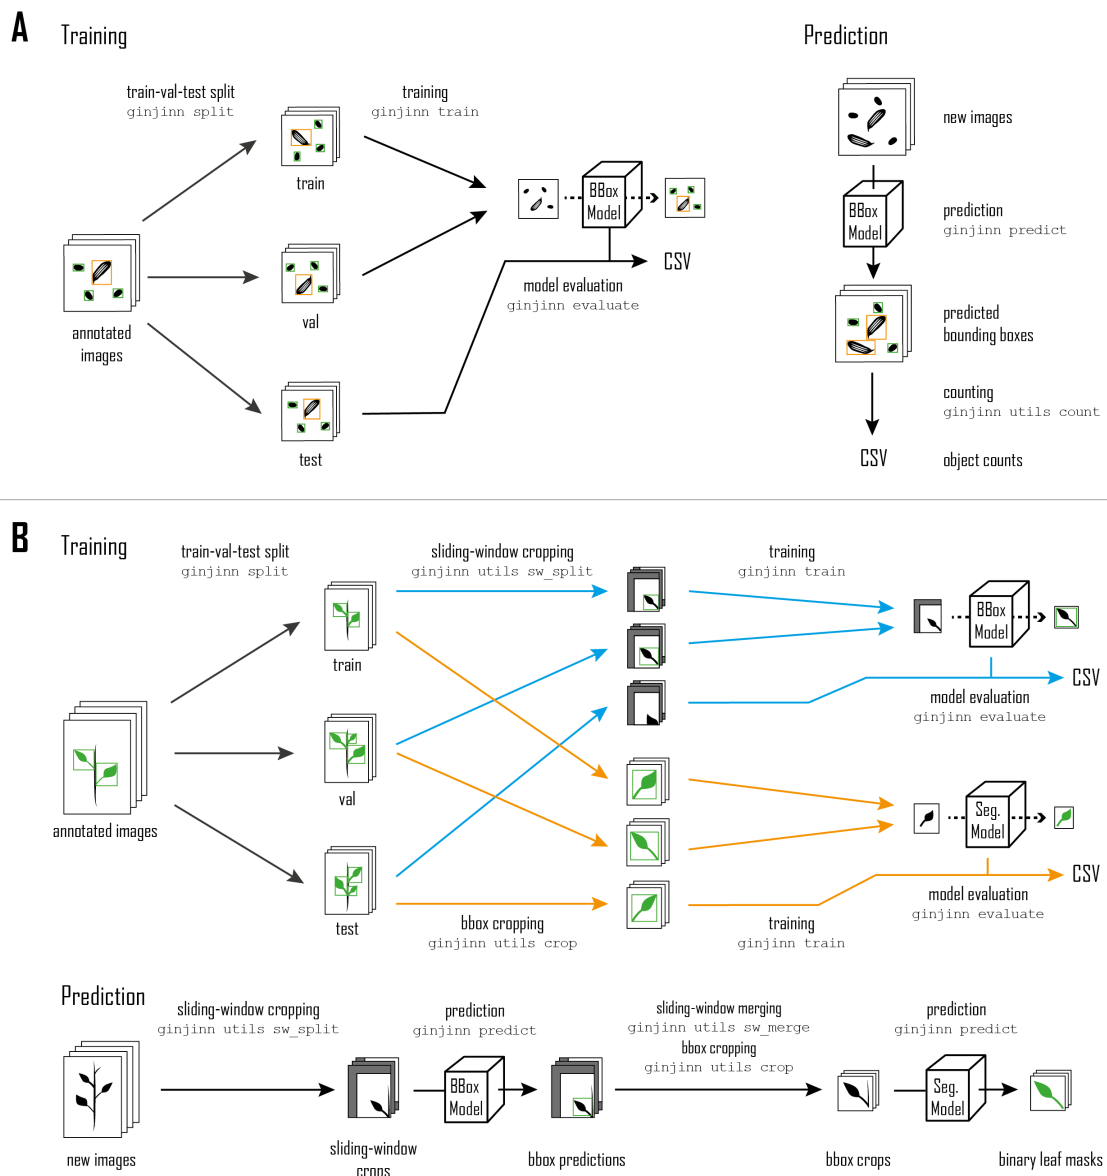 A
Training
Prediction
train-val-test split
ginjinn split
training
ginjinn train
train
val
test
annotated
images
BBox
Model
CSV
model evaluation
ginjinn evaluate
new images
BBox
Model
prediction
ginjinn predict
predicted
bounding boxes
counting
ginjinn utils count
CSV
object counts
B
Training
train-val-test split
ginjinn split
sliding-window cropping
ginjinn utils sw_split
training
ginjinn train
train
val
test
annotated images
BBox
Model
CSV
model evaluation
ginjinn evaluate
Seg.
Model
CSV
model evaluation
ginjinn evaluate
bbox cropping
ginjinn utils crop
training
ginjinn train
Prediction
sliding-window cropping
ginjinn utils sw_split
prediction
ginjinn predict
sliding-window merging
ginjinn utils sw_merge
bbox cropping
ginjinn utils crop
prediction
ginjinn predict
BBox
Model
Seg.
Model
new images
sliding-window
crops
bbox predictions
bbox crops
binary leaf masks